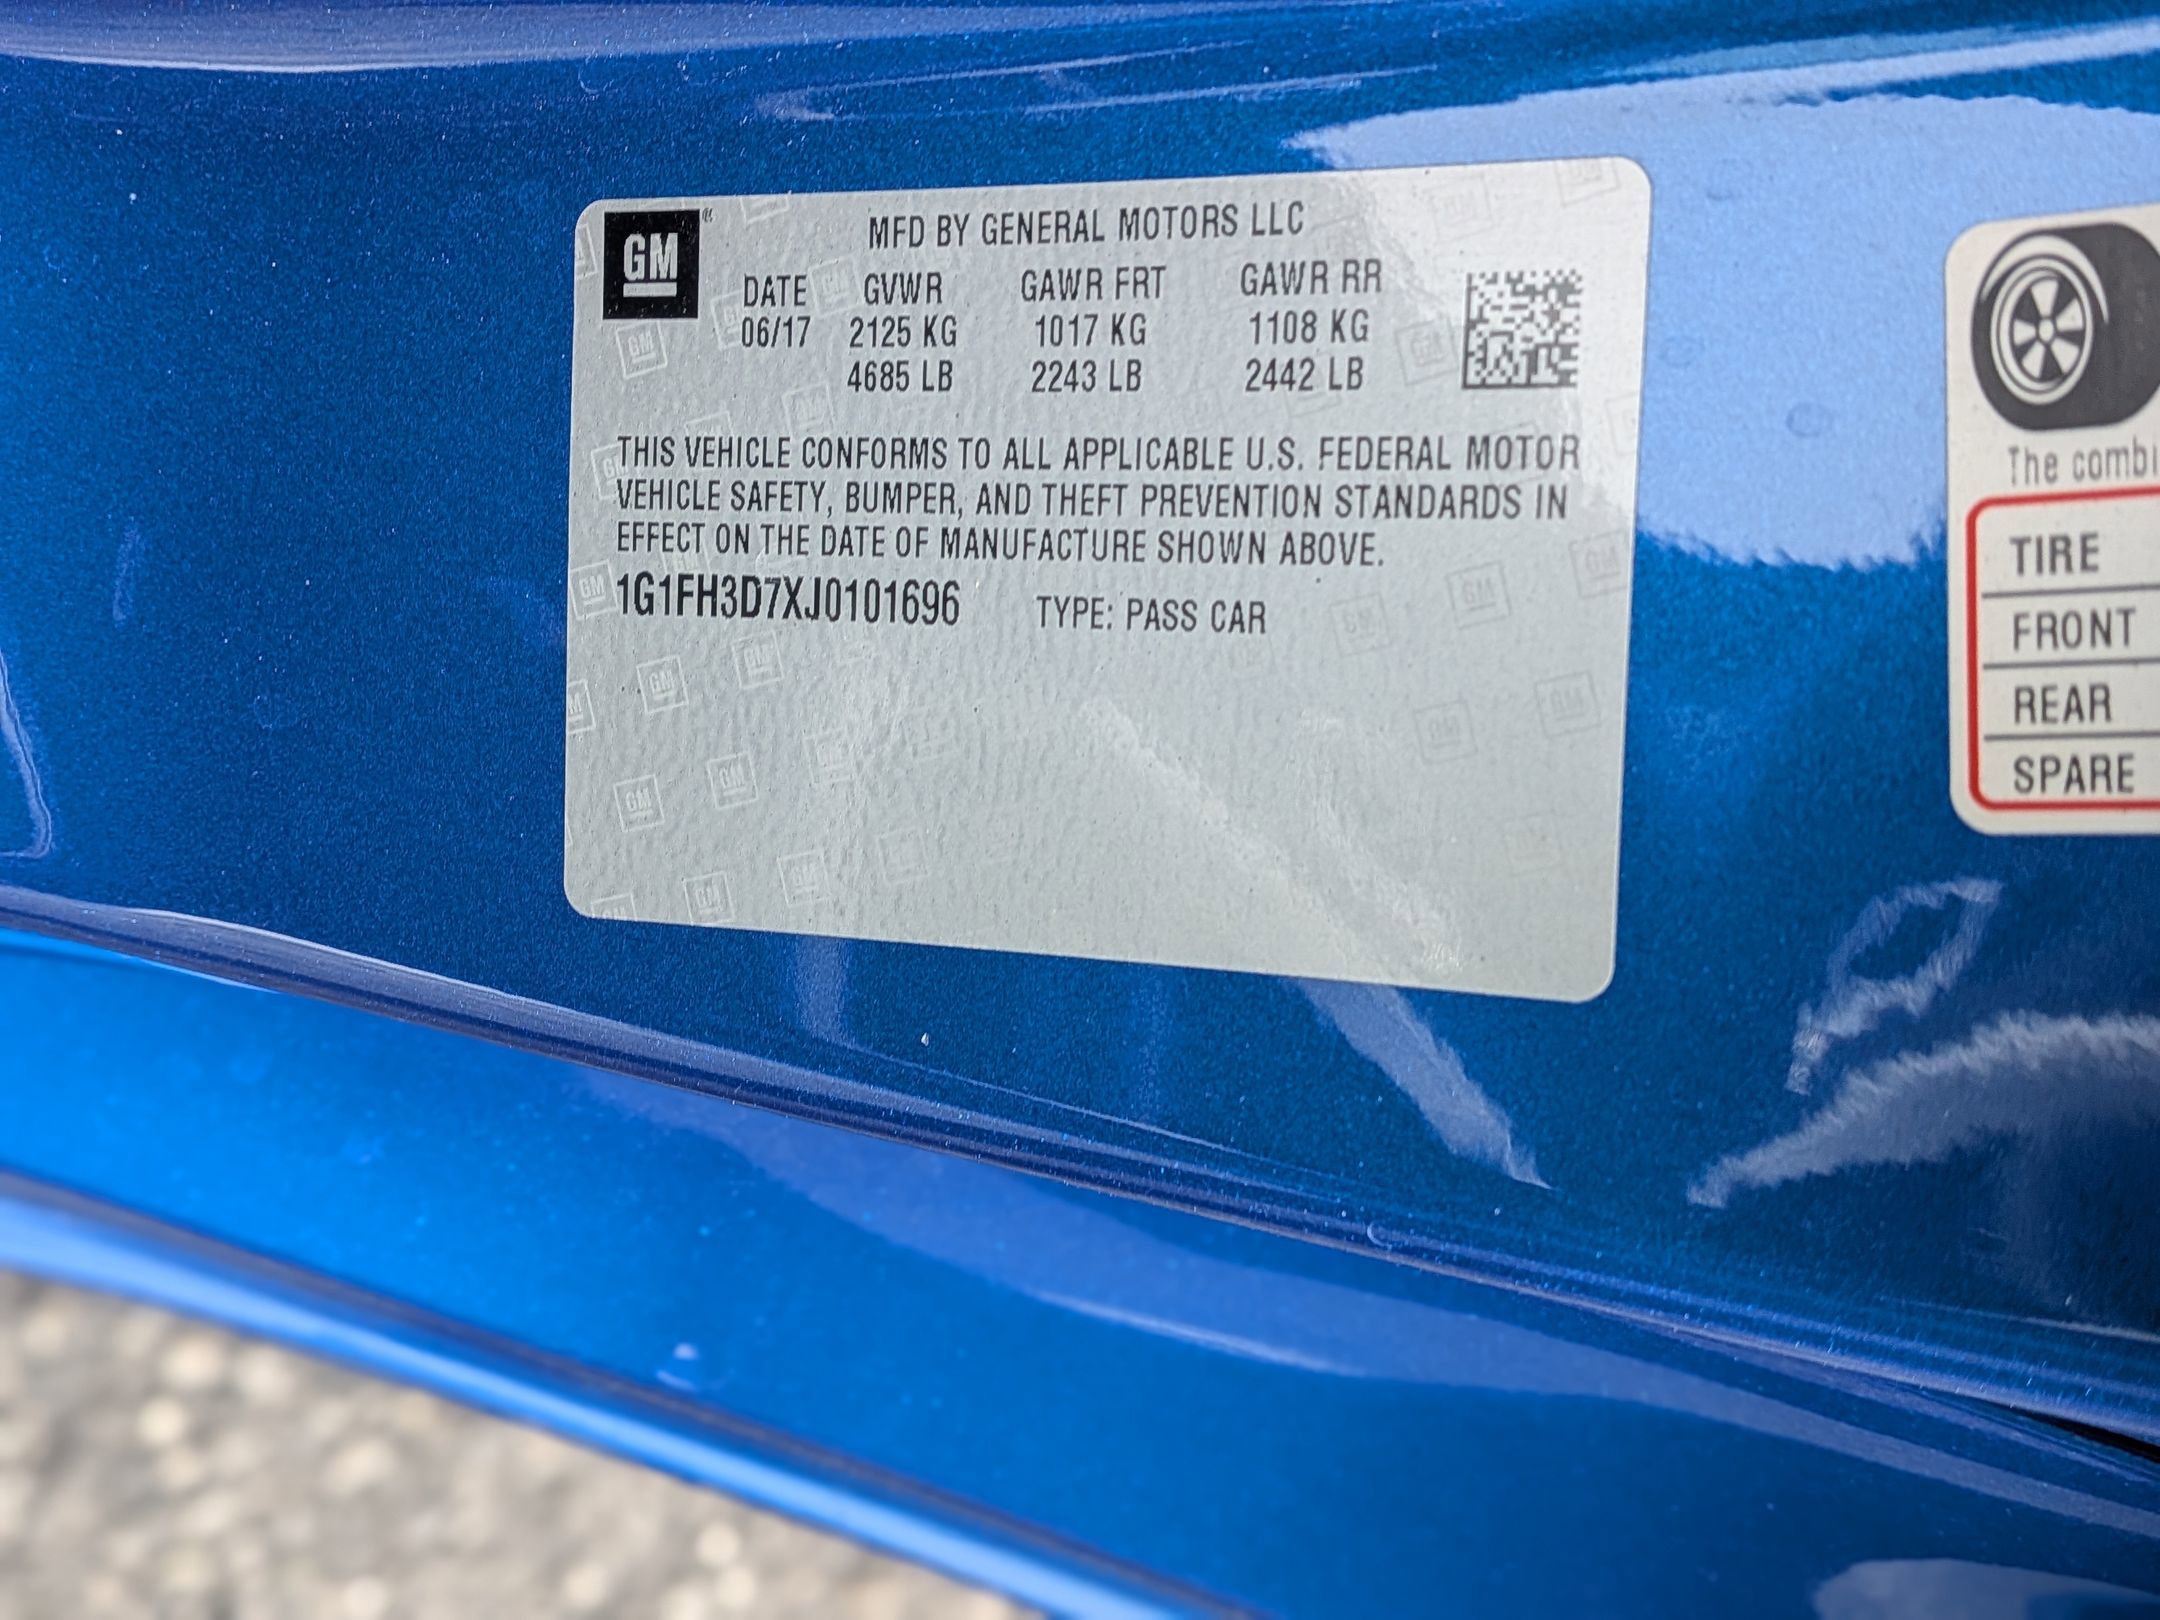 GM®
MFD BY GENERAL MOTORS LLC
DATE GVWR GAWR FRT GAWR RR
06/17 2125 KG 1017 KG 1108 KG
4685 LB 2243 LB 2442 LB
THIS VEHICLE CONFORMS TO ALL APPLICABLE U.S. FEDERAL MOTOR
VEHICLE SAFETY, BUMPER, AND THEFT PREVENTION STANDARDS IN
EFFECT ON THE DATE OF MANUFACTURE SHOWN ABOVE.
1G1FH3D7XJ0101696 TYPE: PASS CAR
The combi
TIRE
FRONT
REAR
SPARE